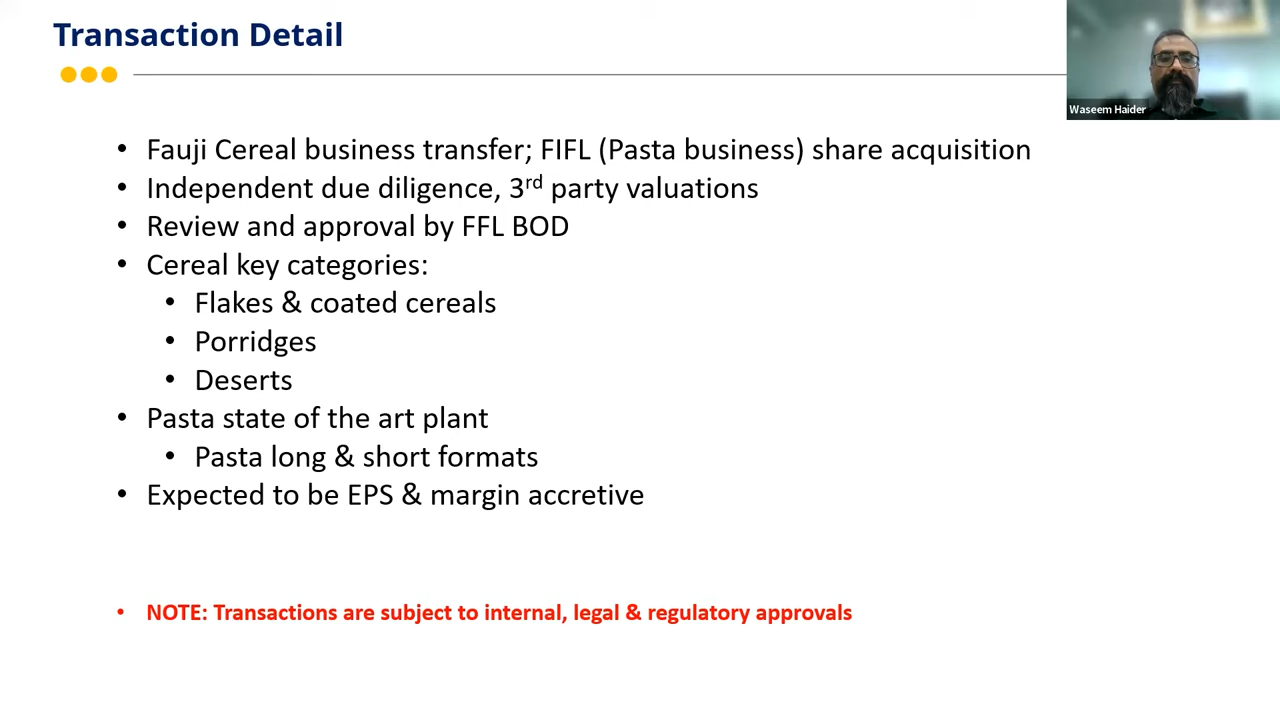 Transaction Detail
Waseem Haider
• Fauji Cereal business transfer; FIFL (Pasta business) share acquisition
• Independent due diligence, 3rd party valuations
• Review and approval by FFL BOD
• Cereal key categories:
• Flakes & coated cereals
• Porridges
• Deserts
• Pasta state of the art plant
• Pasta long & short formats
• Expected to be EPS & margin accretive
• NOTE: Transactions are subject to internal, legal & regulatory approvals